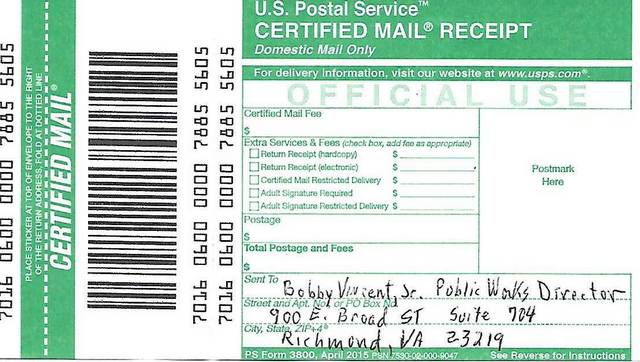 U.S. Postal Service™
CERTIFIED MAIL® RECEIPT
Domestic Mail Only
For delivery information, visit our website at www.usps.com®.
OFFICIAL USE
Certified Mail Fee
$
Extra Services & Fees (check box, add fee as appropriate)
Return Receipt (hardcopy) $
Return Receipt (electronic) $
Certified Mail Restricted Delivery $
Adult Signature Required $
Adult Signature Restricted Delivery $
Postmark
Here
Postage
$
Total Postage and Fees
$
Sent To
Bobby Vincent, Jr. Public Works Director
Street and Apt. No., or PO Box No.
900 E. Broad ST Suite 704
City, State, ZIP+4®
Richmond, VA 23219
PS Form 3800, April 2015 PSN 7530-02-000-9047 See Reverse for Instructions
7016 0600 0000 7885 5605
7016 0600 0000 7885 5605
CERTIFIED MAIL®
PLACE STICKER AT TOP OF ENVELOPE TO THE RIGHT
OF THE RETURN ADDRESS, FOLD AT DOTTED LINE
7016 0600 0000 7885 5605